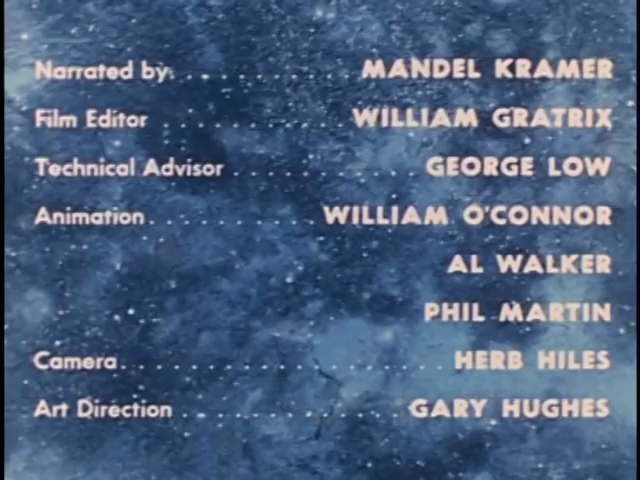 Narrated by. . . . . . . . . . . MANDEL KRAMER
Film Editor . . . . . . . . . . . WILLIAM GRATRIX
Technical Advisor . . . . . . . . . . GEORGE LOW
Animation. . . . . . . . . . WILLIAM O'CONNOR
AL WALKER
PHIL MARTIN
Camera. . . . . . . . . . . . . . . . . . HERB HILES
Art Direction . . . . . . . . . . . . GARY HUGHES